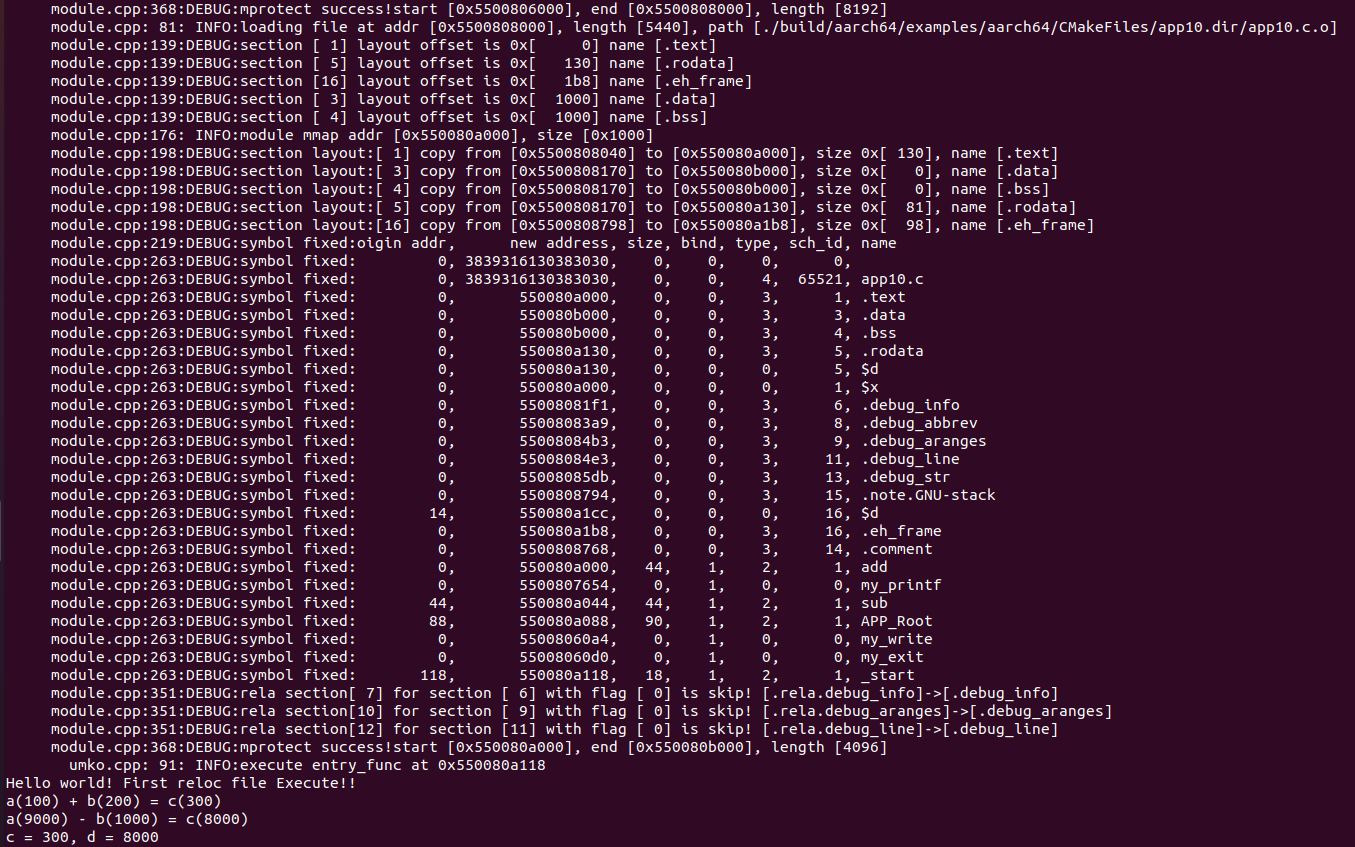 module.cpp:368:DEBUG:mprotect success!start [0x5500806000], end [0x5500808000], length [8192]
module.cpp: 81: INFO:loading file at addr [0x5500808000], length [5440], path [./build/aarch64/examples/aarch64/CMakeFiles/app10.dir/app10.c.o]
module.cpp:139:DEBUG:section [ 1] layout offset is 0x[     0] name [.text]
module.cpp:139:DEBUG:section [ 5] layout offset is 0x[   130] name [.rodata]
module.cpp:139:DEBUG:section [16] layout offset is 0x[   1b8] name [.eh_frame]
module.cpp:139:DEBUG:section [ 3] layout offset is 0x[  1000] name [.data]
module.cpp:139:DEBUG:section [ 4] layout offset is 0x[  1000] name [.bss]
module.cpp:176: INFO:module mmap addr [0x550080a000], size [0x1000]
module.cpp:198:DEBUG:section layout:[ 1] copy from [0x5500808040] to [0x550080a000], size 0x[ 130], name [.text]
module.cpp:198:DEBUG:section layout:[ 3] copy from [0x5500808170] to [0x550080b000], size 0x[   0], name [.data]
module.cpp:198:DEBUG:section layout:[ 4] copy from [0x5500808170] to [0x550080b000], size 0x[   0], name [.bss]
module.cpp:198:DEBUG:section layout:[ 5] copy from [0x5500808170] to [0x550080a130], size 0x[  81], name [.rodata]
module.cpp:198:DEBUG:section layout:[16] copy from [0x5500808798] to [0x550080a1b8], size 0x[  98], name [.eh_frame]
module.cpp:219:DEBUG:symbol fixed:oigin addr,      new address, size, bind, type, sch_id, name
module.cpp:263:DEBUG:symbol fixed:         0, 3839316130383030,    0,    0,    0,      0,
module.cpp:263:DEBUG:symbol fixed:         0, 3839316130383030,    0,    0,    4,  65521, app10.c
module.cpp:263:DEBUG:symbol fixed:         0,       550080a000,    0,    0,    3,      1, .text
module.cpp:263:DEBUG:symbol fixed:         0,       550080b000,    0,    0,    3,      3, .data
module.cpp:263:DEBUG:symbol fixed:         0,       550080b000,    0,    0,    3,      4, .bss
module.cpp:263:DEBUG:symbol fixed:         0,       550080a130,    0,    0,    3,      5, .rodata
module.cpp:263:DEBUG:symbol fixed:         0,       550080a130,    0,    0,    0,      5, $d
module.cpp:263:DEBUG:symbol fixed:         0,       550080a000,    0,    0,    0,      1, $x
module.cpp:263:DEBUG:symbol fixed:         0,       55008081f1,    0,    0,    3,      6, .debug_info
module.cpp:263:DEBUG:symbol fixed:         0,       55008083a9,    0,    0,    3,      8, .debug_abbrev
module.cpp:263:DEBUG:symbol fixed:         0,       55008084b3,    0,    0,    3,      9, .debug_aranges
module.cpp:263:DEBUG:symbol fixed:         0,       55008084e3,    0,    0,    3,     11, .debug_line
module.cpp:263:DEBUG:symbol fixed:         0,       55008085db,    0,    0,    3,     13, .debug_str
module.cpp:263:DEBUG:symbol fixed:         0,       5500808794,    0,    0,    3,     15, .note.GNU-stack
module.cpp:263:DEBUG:symbol fixed:        14,       550080a1cc,    0,    0,    0,     16, $d
module.cpp:263:DEBUG:symbol fixed:         0,       550080a1b8,    0,    0,    3,     16, .eh_frame
module.cpp:263:DEBUG:symbol fixed:         0,       5500808768,    0,    0,    3,     14, .comment
module.cpp:263:DEBUG:symbol fixed:         0,       550080a000,   44,    1,    2,      1, add
module.cpp:263:DEBUG:symbol fixed:         0,       5500807654,    0,    1,    0,      0, my_printf
module.cpp:263:DEBUG:symbol fixed:        44,       550080a044,   44,    1,    2,      1, sub
module.cpp:263:DEBUG:symbol fixed:        88,       550080a088,   90,    1,    2,      1, APP_Root
module.cpp:263:DEBUG:symbol fixed:         0,       55008060a4,    0,    1,    0,      0, my_write
module.cpp:263:DEBUG:symbol fixed:         0,       55008060d0,    0,    1,    0,      0, my_exit
module.cpp:263:DEBUG:symbol fixed:       118,       550080a118,   18,    1,    2,      1, _start
module.cpp:351:DEBUG:rela section[ 7] for section [ 6] with flag [ 0] is skip! [.rela.debug_info]->[.debug_info]
module.cpp:351:DEBUG:rela section[10] for section [ 9] with flag [ 0] is skip! [.rela.debug_aranges]->[.debug_aranges]
module.cpp:351:DEBUG:rela section[12] for section [11] with flag [ 0] is skip! [.rela.debug_line]->[.debug_line]
module.cpp:368:DEBUG:mprotect success!start [0x550080a000], end [0x550080b000], length [4096]
umko.cpp: 91: INFO:execute entry_func at 0x550080a118
Hello world! First reloc file Execute!!
a(100) + b(200) = c(300)
a(9000) - b(1000) = c(8000)
c = 300, d = 8000